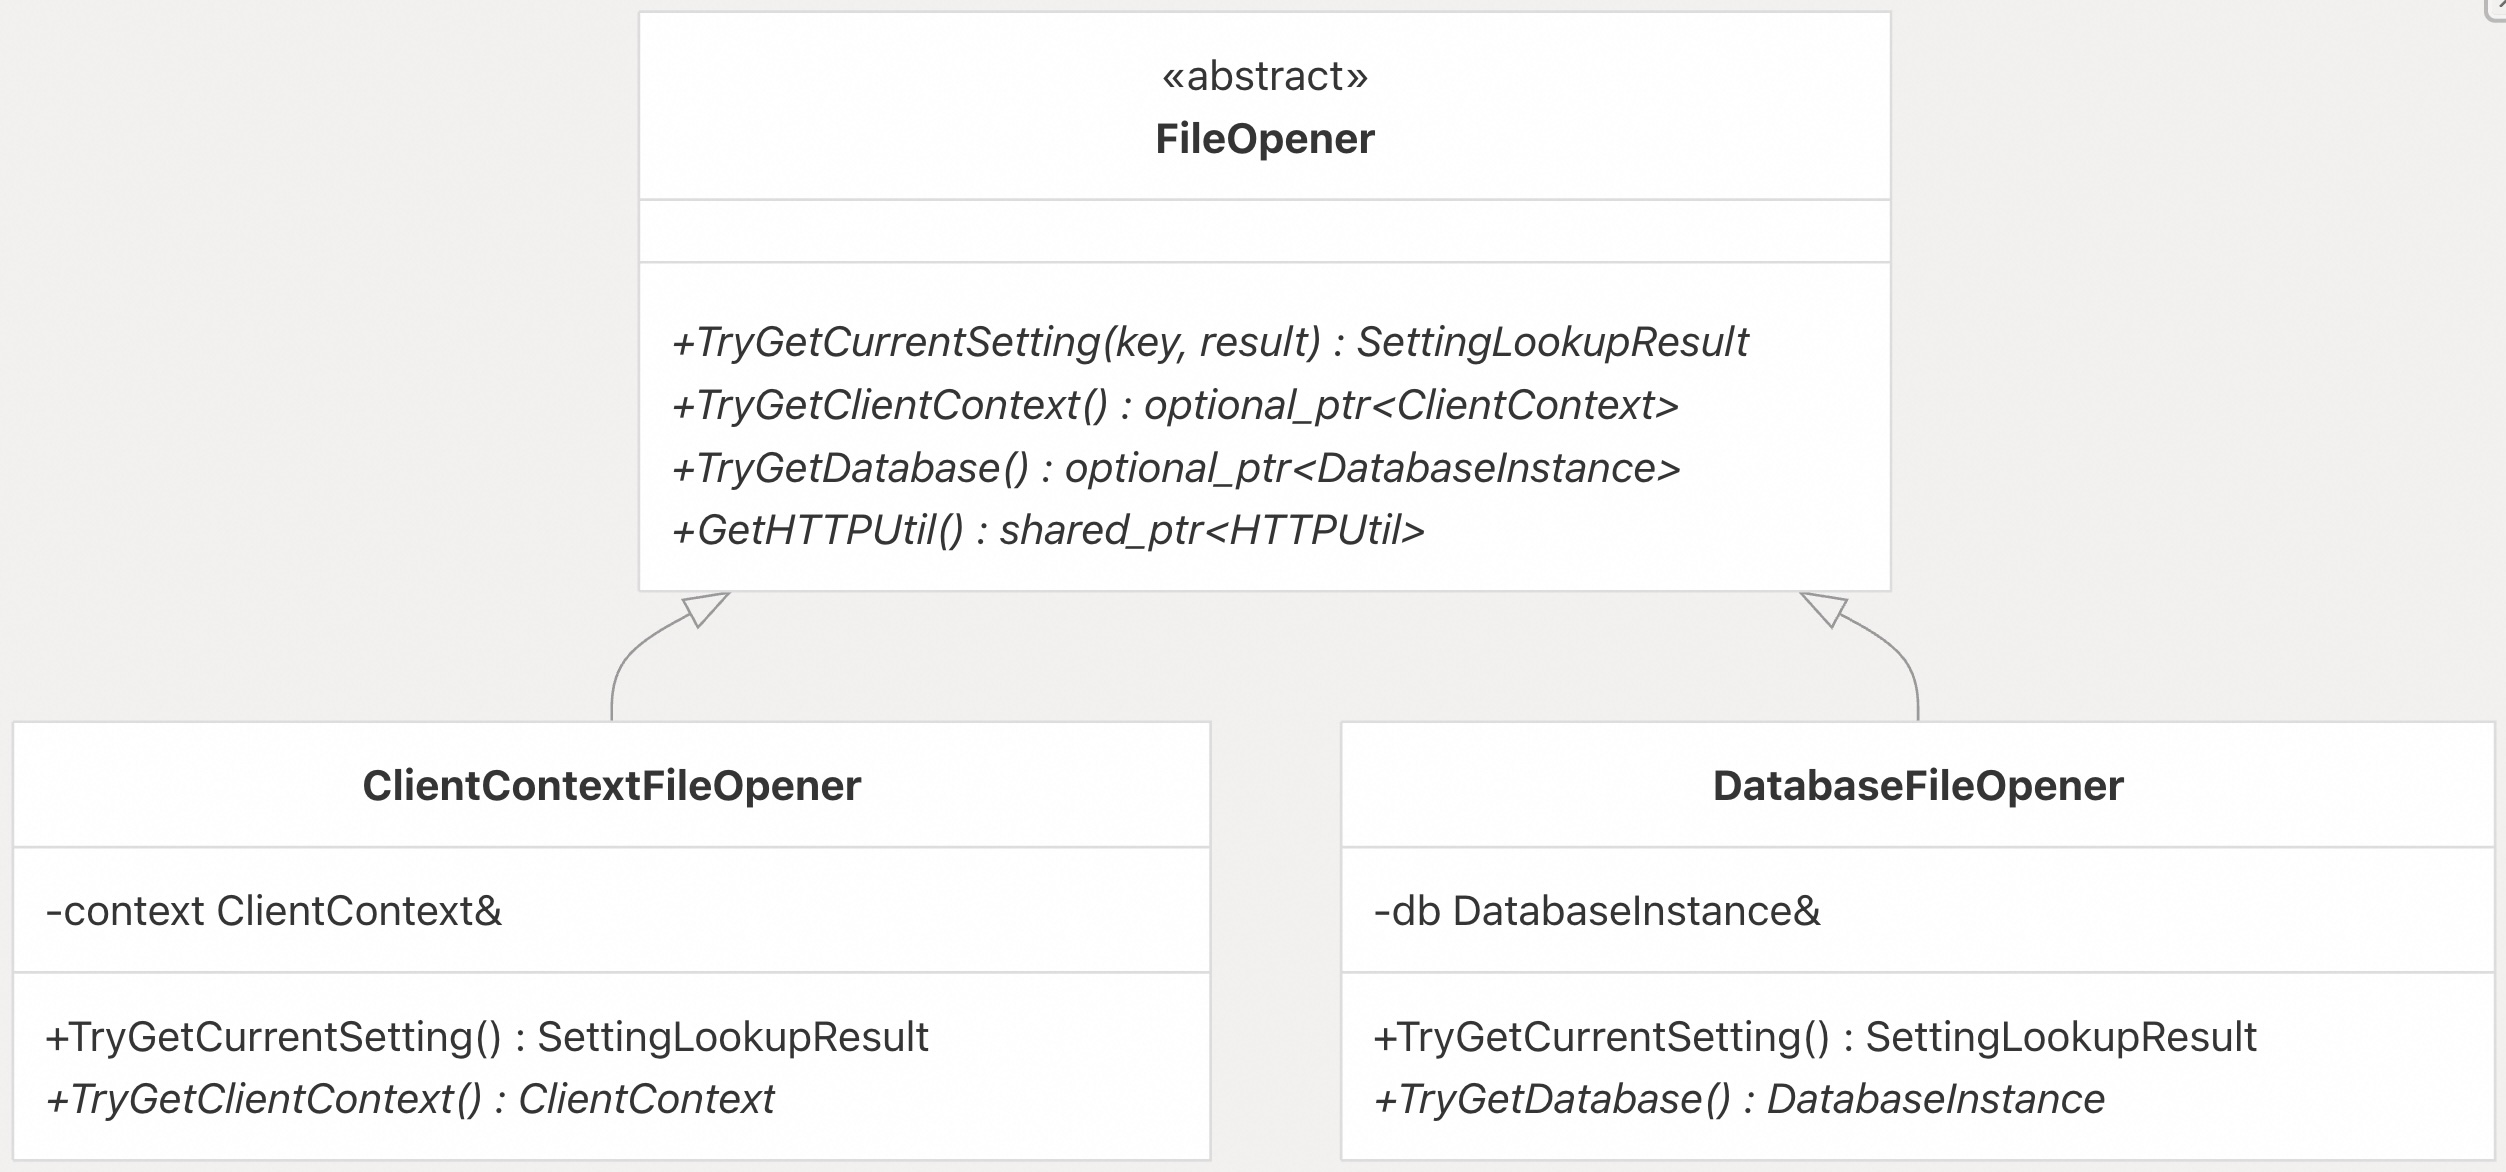 «abstract»
FileOpener
+TryGetCurrentSetting(key, result) : SettingLookupResult
+TryGetClientContext() : optional_ptr<ClientContext>
+TryGetDatabase() : optional_ptr<DatabaseInstance>
+GetHTTPUtil() : shared_ptr<HTTPUtil>
ClientContextFileOpener
-context ClientContext&
+TryGetCurrentSetting() : SettingLookupResult
+TryGetClientContext() : ClientContext
DatabaseFileOpener
-db DatabaseInstance&
+TryGetCurrentSetting() : SettingLookupResult
+TryGetDatabase() : DatabaseInstance